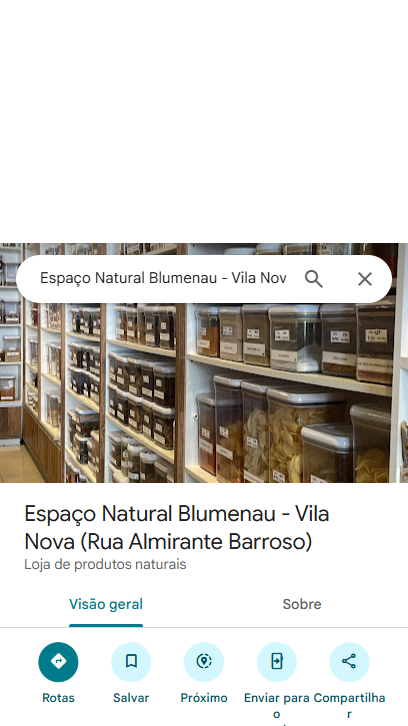 Espaço Natural Blumenau - Vila Nov
Espaço Natural Blumenau - Vila
Nova (Rua Almirante Barroso)
Loja de produtos naturais
Visão geral
Sobre
Rotas
Salvar
Próximo
Enviar para o
Compartilhar